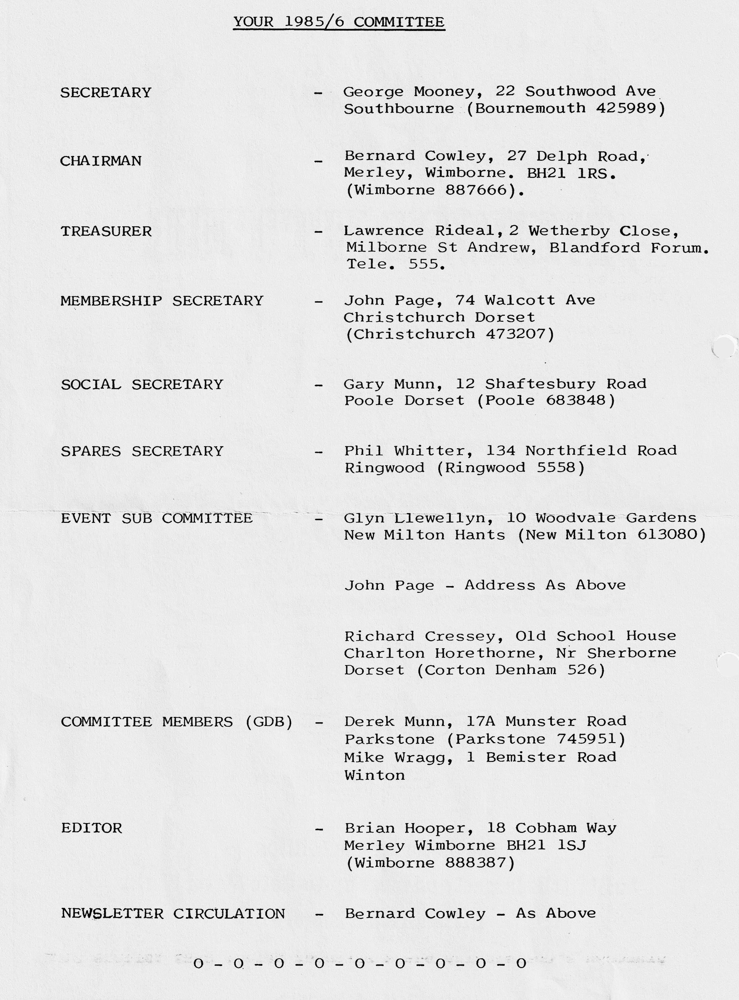 YOUR 1985/6 COMMITTEE
SECRETARY - George Mooney, 22 Southwood Ave
Southbourne (Bournemouth 425989)
CHAIRMAN - Bernard Cowley, 27 Delph Road,
Merley, Wimborne. BH21 1RS.
(Wimborne 887666).
TREASURER - Lawrence Rideal, 2 Wetherby Close,
Milborne St Andrew, Blandford Forum.
Tele. 555.
MEMBERSHIP SECRETARY - John Page, 74 Walcott Ave
Christchurch Dorset
(Christchurch 473207)
SOCIAL SECRETARY - Gary Munn, 12 Shaftesbury Road
Poole Dorset (Poole 683848)
SPARES SECRETARY - Phil Whitter, 134 Northfield Road
Ringwood (Ringwood 5558)
EVENT SUB COMMITTEE - Glyn Llewellyn, 10 Woodvale Gardens
New Milton Hants (New Milton 613080)
John Page - Address As Above
Richard Cressey, Old School House
Charlton Horethorne, Nr Sherborne
Dorset (Corton Denham 526)
COMMITTEE MEMBERS (GDB) - Derek Munn, 17A Munster Road
Parkstone (Parkstone 745951)
Mike Wragg, 1 Bemister Road
Winton
EDITOR - Brian Hooper, 18 Cobham Way
Merley Wimborne BH21 1SJ
(Wimborne 888387)
NEWSLETTER CIRCULATION - Bernard Cowley - As Above
O - O - O - O - O - O - O - O - O